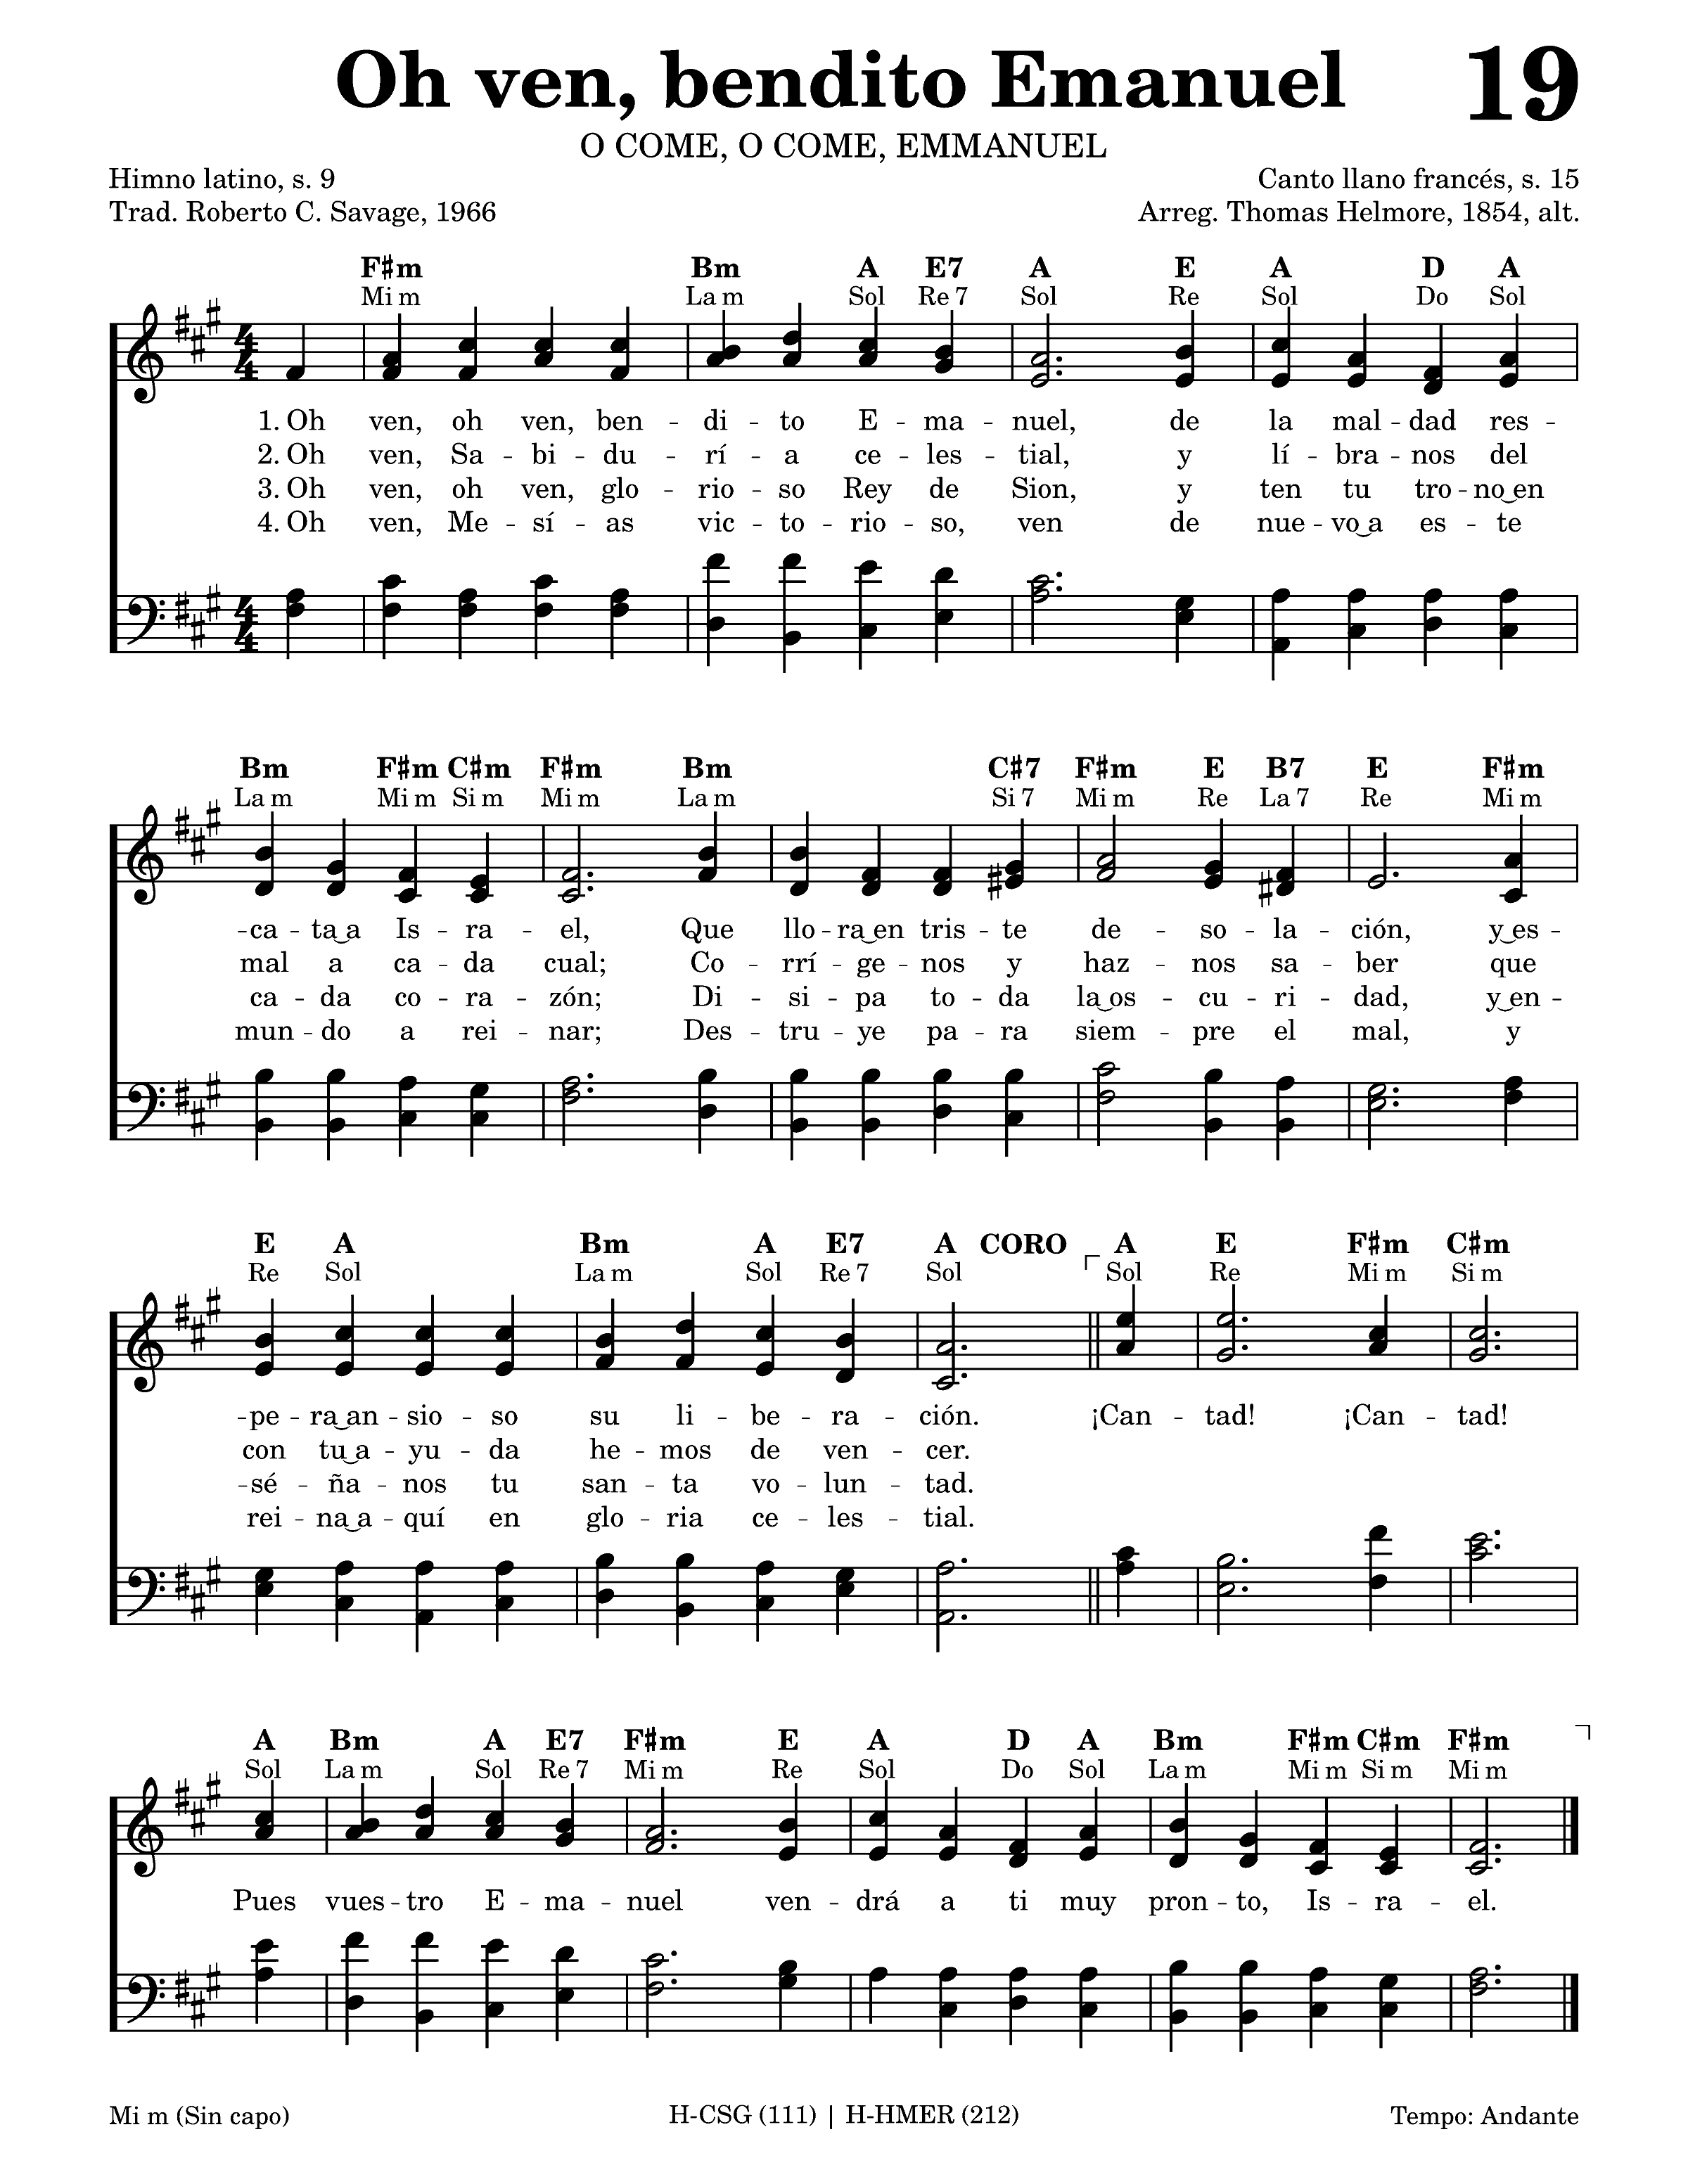 Oh ven, bendito Emanuel 19
O COME, O COME, EMMANUEL
Himno latino, s. 9 Canto llano francés, s. 15
Trad. Roberto C. Savage, 1966 Arreg. Thomas Helmore, 1854, alt.
F♯m Bm A E7 A E A D A
Mi m La m Sol Re 7 Sol Re Sol Do Sol
4 4
1. Oh ven, oh ven, ben - di - to E - ma - nuel, de la mal - dad res -
2. Oh ven, Sa - bi - du - rí - a ce - les - tial, y lí - bra - nos del
3. Oh ven, oh ven, glo - rio - so Rey de Sion, y ten tu tro - no‿en
4. Oh ven, Me - sí - as vic - to - rio - so, ven de nue - vo‿a es - te
4 4
Bm F♯m C♯m F♯m Bm C♯7 F♯m E B7 E F♯m
La m Mi m Si m Mi m La m Si 7 Mi m Re La 7 Re Mi m
- ca - ta‿a Is - ra - el, Que llo - ra‿en tris - te de - so - la - ción, y‿es -
mal a ca - da cual; Co - rrí - ge - nos y haz - nos sa - ber que
ca - da co - ra - zón; Di - si - pa to - da la‿os - cu - ri - dad, y‿en -
mun - do a rei - nar; Des - tru - ye pa - ra siem - pre el mal, y
E A Bm A E7 A CORO A E F♯m C♯m
Re Sol La m Sol Re 7 Sol Sol Re Mi m Si m
- pe - ra‿an - sio - so su li - be - ra - ción. ¡Can - tad! ¡Can - tad!
con tu‿a - yu - da he - mos de ven - cer.
- sé - ña - nos tu san - ta vo - lun - tad.
rei - na‿a - quí en glo - ria ce - les - tial.
A Bm A E7 F♯m E A D A Bm F♯m C♯m F♯m
Sol La m Sol Re 7 Mi m Re Sol Do Sol La m Mi m Si m Mi m
Pues vues - tro E - ma - nuel ven - drá a ti muy pron - to, Is - ra - el.
Mi m (Sin capo) H-CSG (111) | H-HMER (212) Tempo: Andante